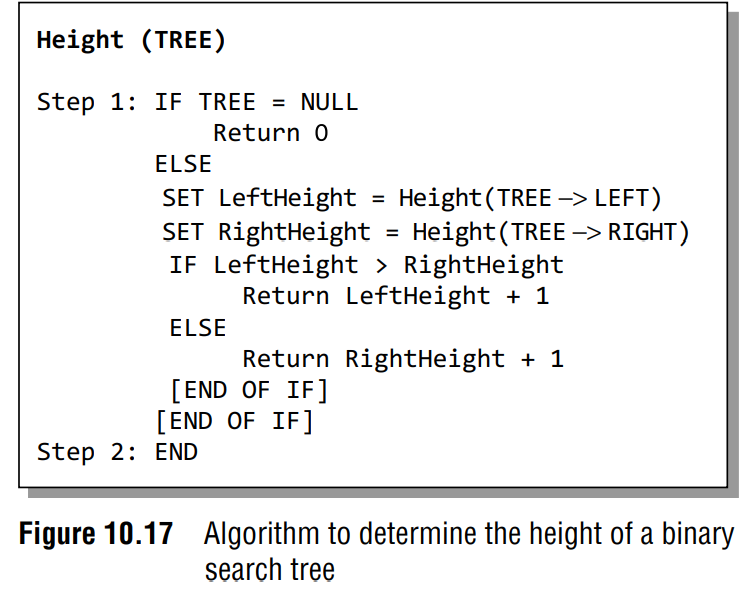 Height (TREE)
Step 1: IF TREE = NULL
Return 0
ELSE
SET LeftHeight = Height(TREE –> LEFT)
SET RightHeight = Height(TREE –> RIGHT)
IF LeftHeight > RightHeight
Return LeftHeight + 1
ELSE
Return RightHeight + 1
[END OF IF]
[END OF IF]
Step 2: END
Figure 10.17 Algorithm to determine the height of a binary
search tree